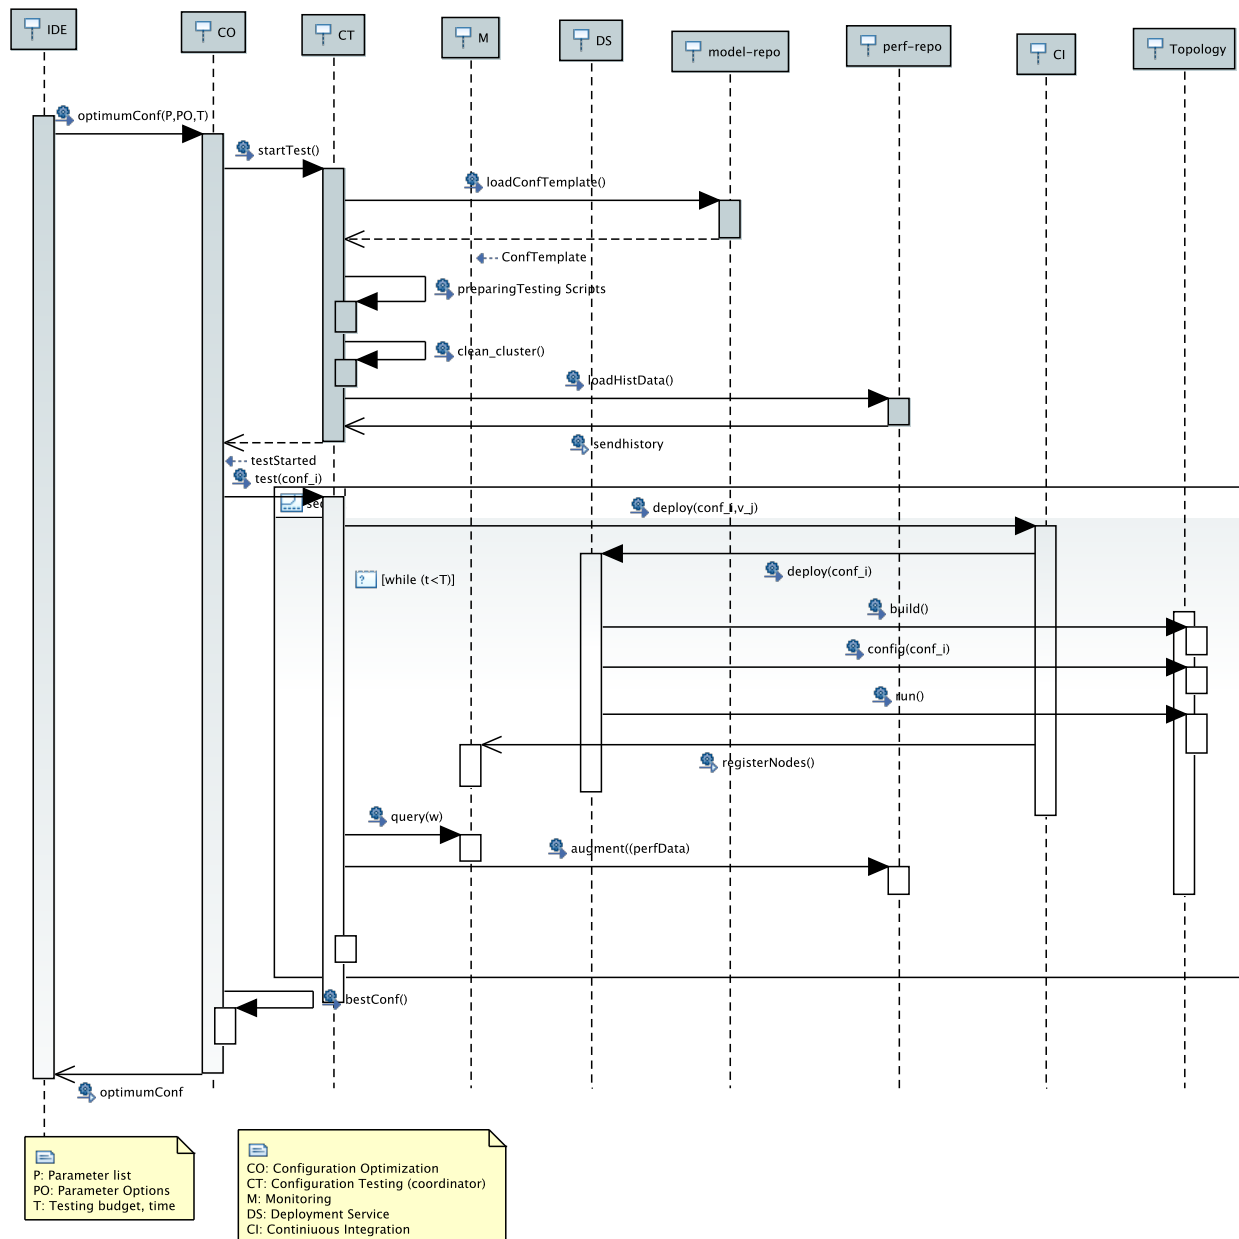 IDE
CO
CT
M
DS
model-repo
perf-repo
CI
Topology
optimumConf(P,PO,T)
startTest()
loadConfTemplate()
ConfTemplate
preparingTesting Scripts
clean_cluster()
loadHistData()
sendhistory
testStarted
test(conf_i)
deploy(conf_i,v_j)
deploy(conf_i)
? [while (t<T)]
build()
config(conf_i)
run()
registerNodes()
query(w)
augment((perfData)
bestConf()
optimumConf
P: Parameter list
PO: Parameter Options
T: Testing budget, time
CO: Configuration Optimization
CT: Configuration Testing (coordinator)
M: Monitoring
DS: Deployment Service
CI: Continiuous Integration